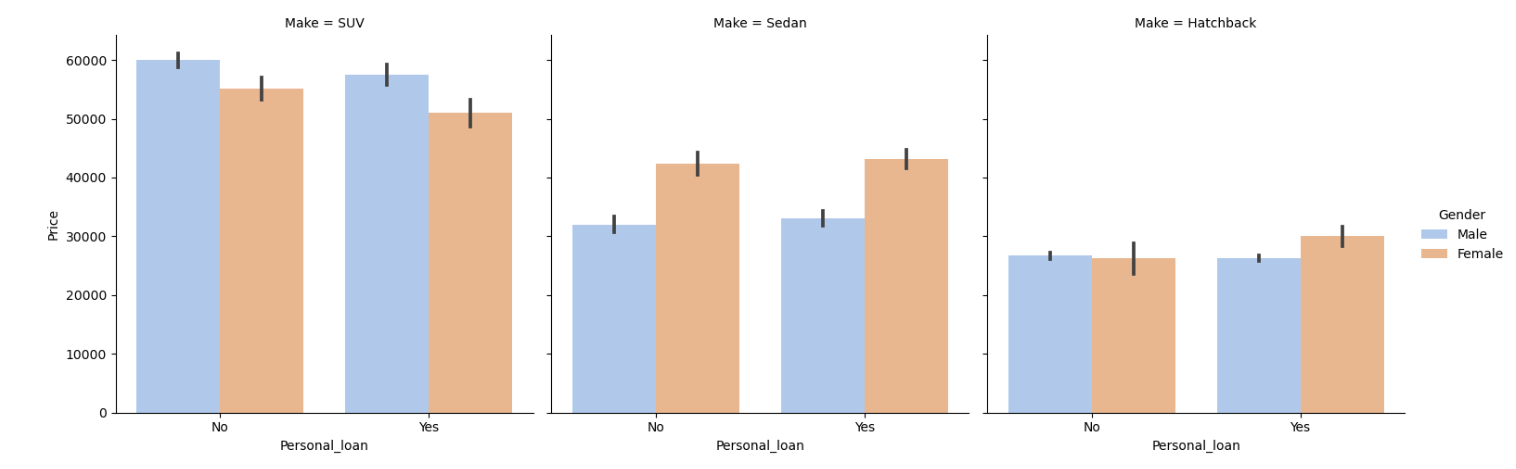 Make = SUV
Make = Sedan
Make = Hatchback
Price
60000
50000
40000
30000
20000
10000
0
No
Yes
No
Yes
No
Yes
Personal_loan
Personal_loan
Personal_loan
Gender
Male
Female